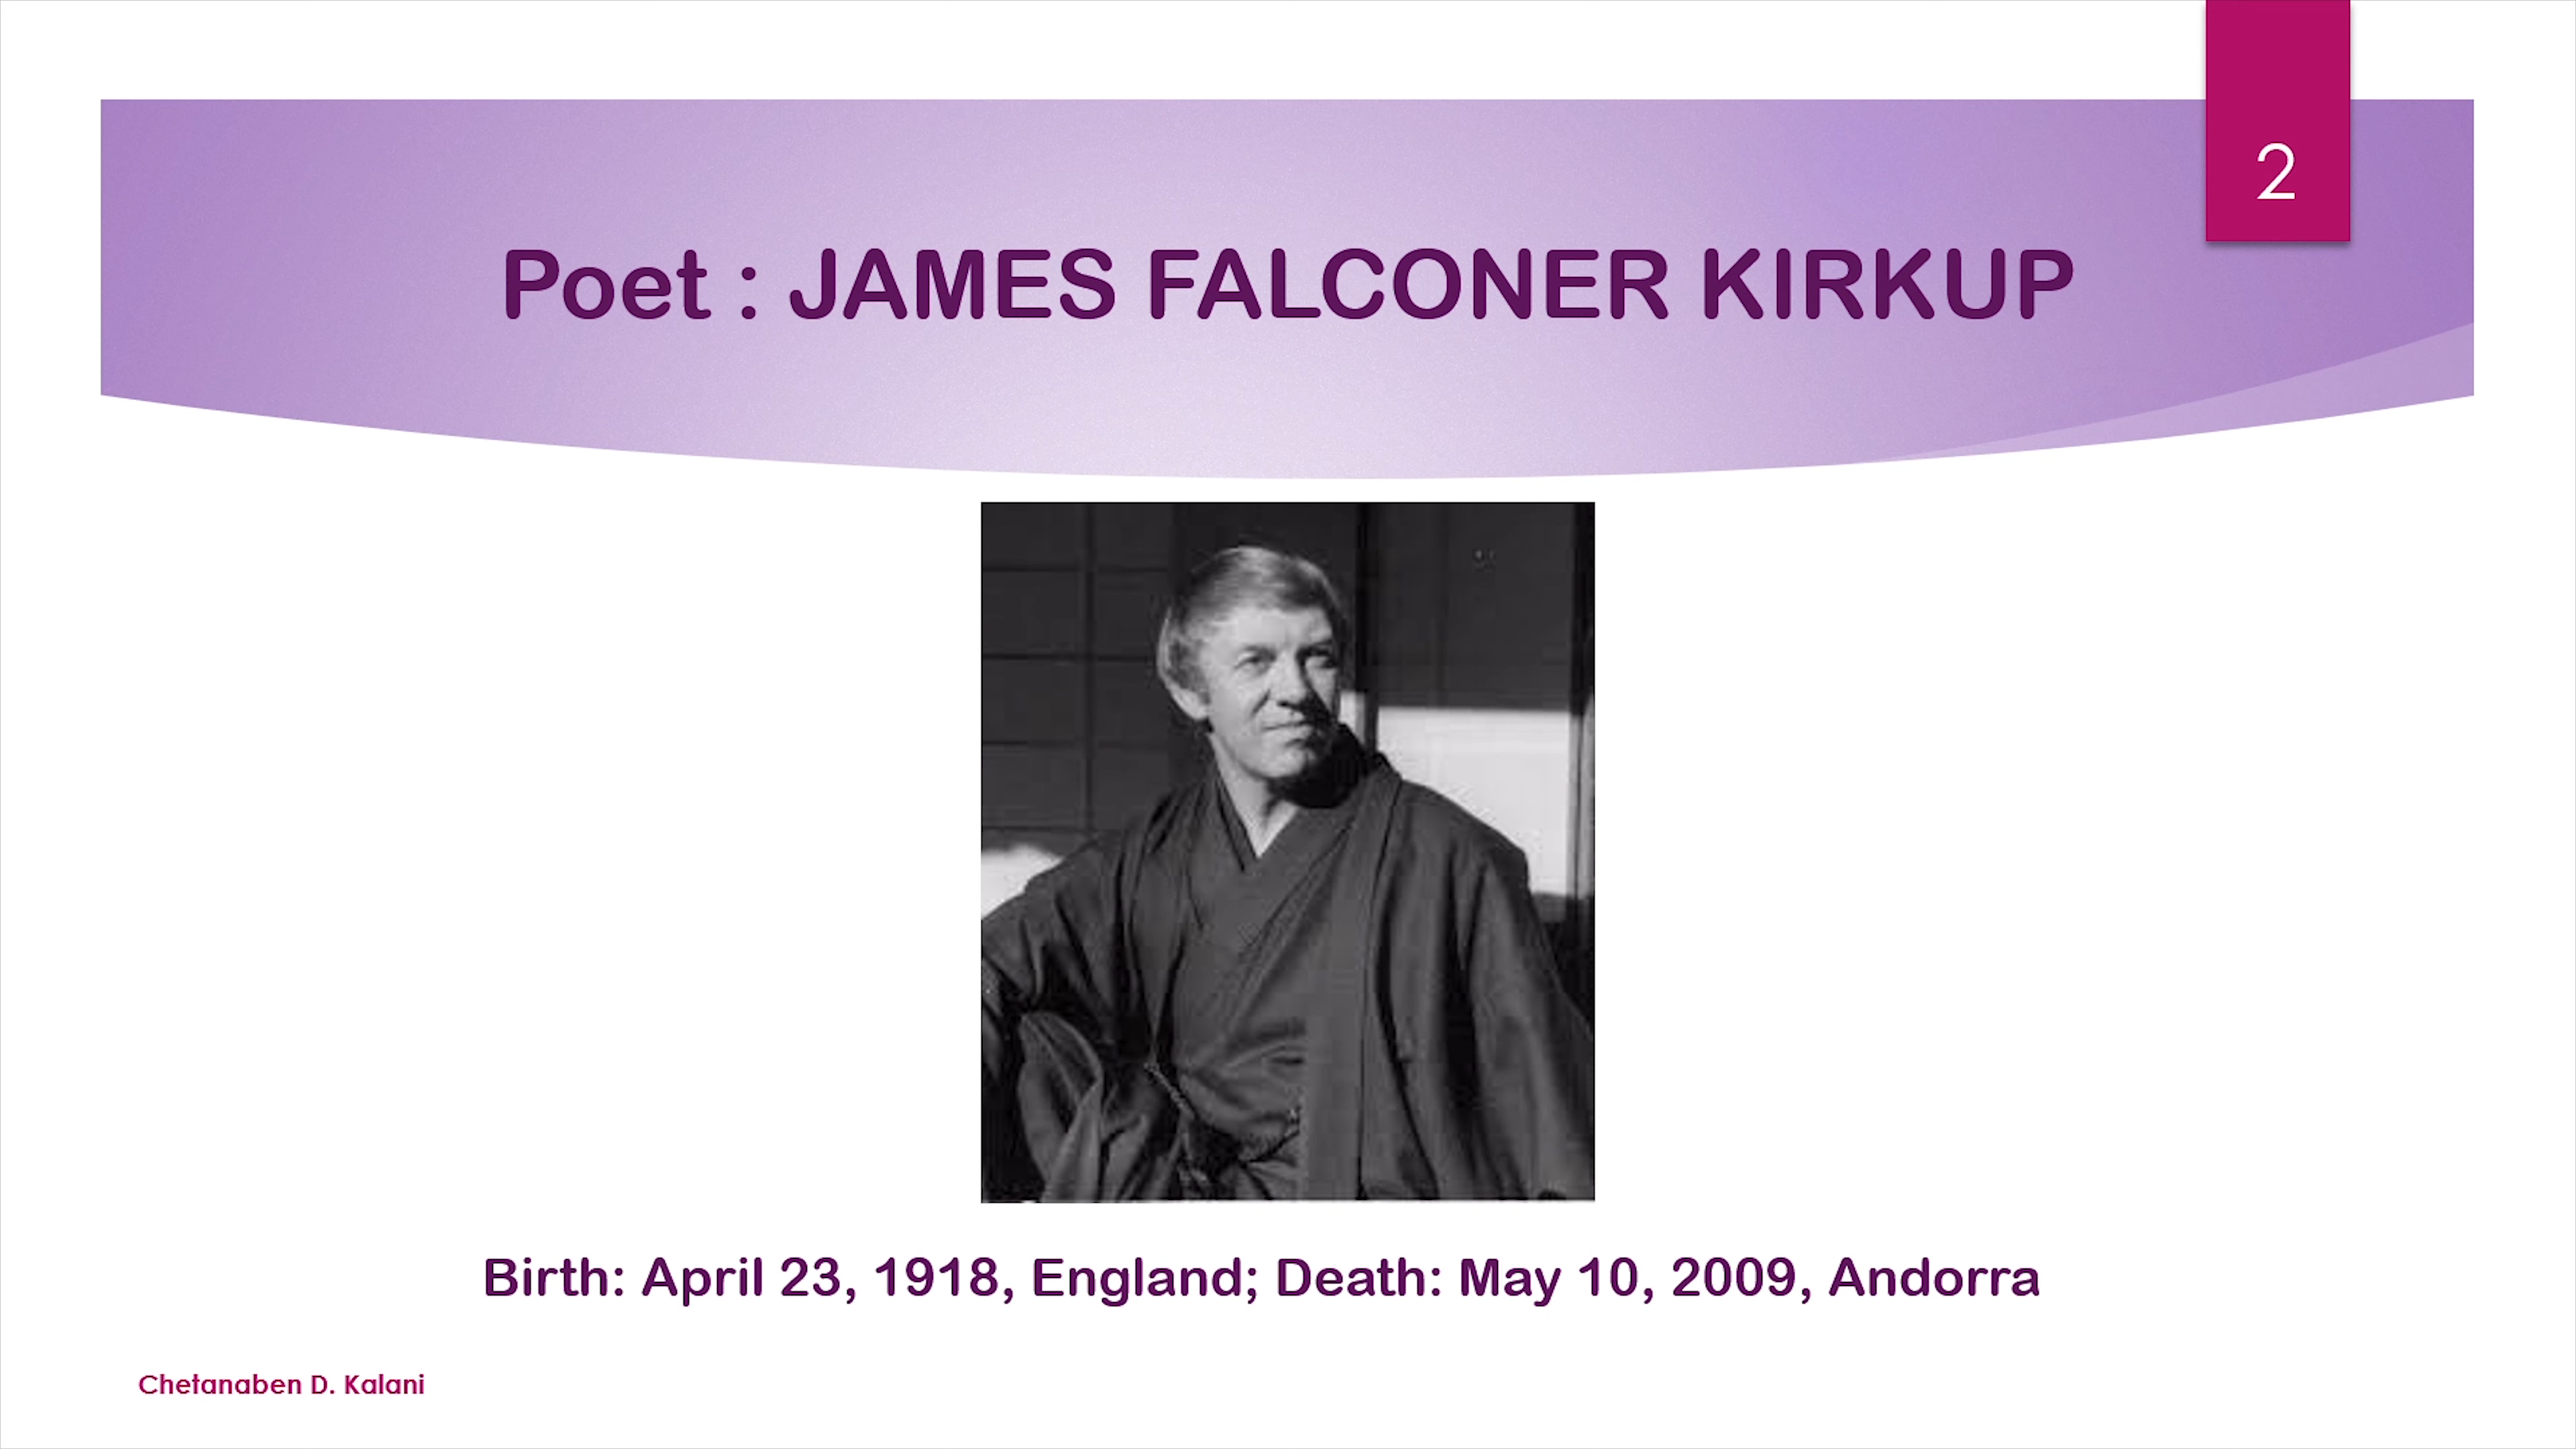 2
Poet : JAMES FALCONER KIRKUP
Birth: April 23, 1918, England; Death: May 10, 2009, Andorra
Chetanaben D. Kalani